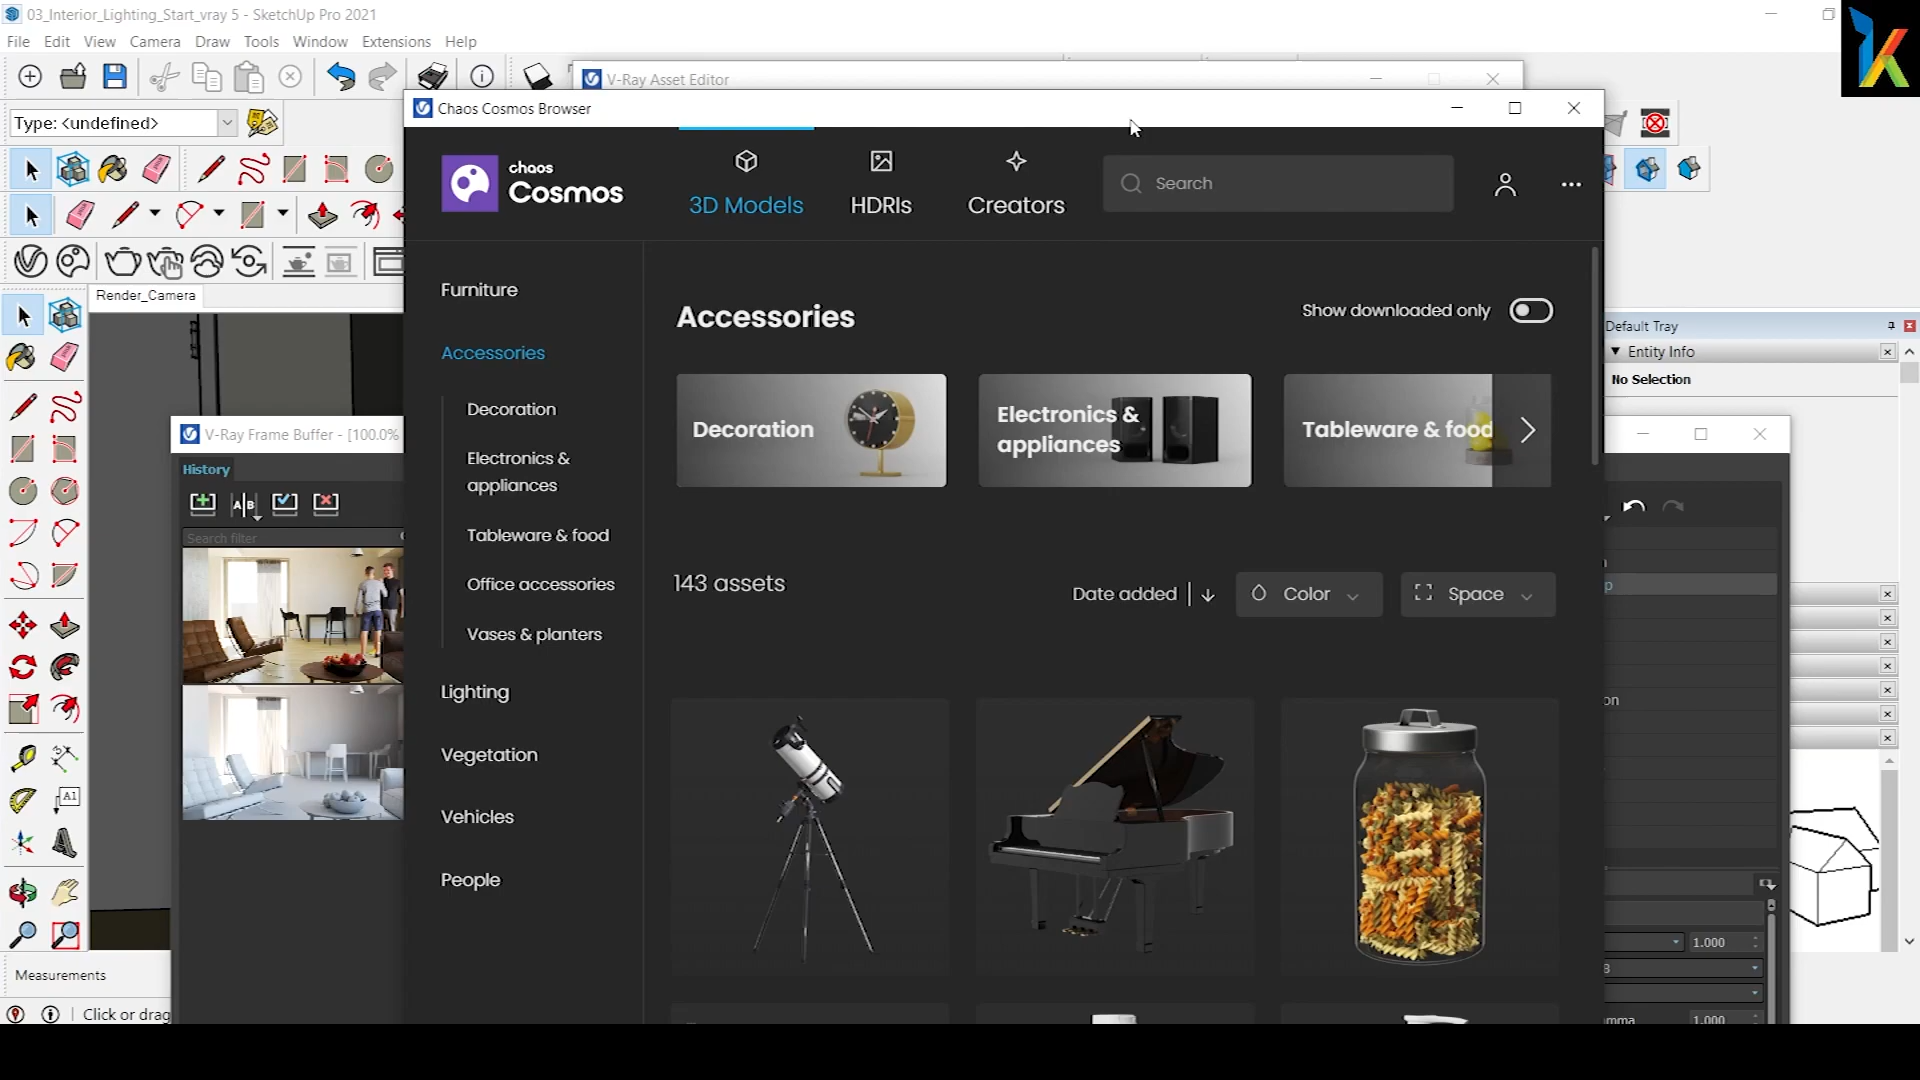 03_Interior_Lighting_Start_vray 5 - SketchUp Pro 2021
File Edit View Camera Draw Tools Window Extensions Help
V-Ray Asset Editor
Chaos Cosmos Browser
Type: <undefined>
chaos
Cosmos
3D Models
HDRIs
Creators
Search
Render_Camera
Furniture
Accessories
Decoration
Electronics &
appliances
Tableware & food
Office accessories
Vases & planters
Lighting
Vegetation
Vehicles
People
Accessories
Show downloaded only
Decoration
Electronics &
appliances
Tableware & food
143 assets
Date added
Color
Space
Default Tray
Entity Info
No Selection
V-Ray Frame Buffer - [100.0%
History
A|B
Search filter
A1
1.000
1.000
Measurements
Click or drag